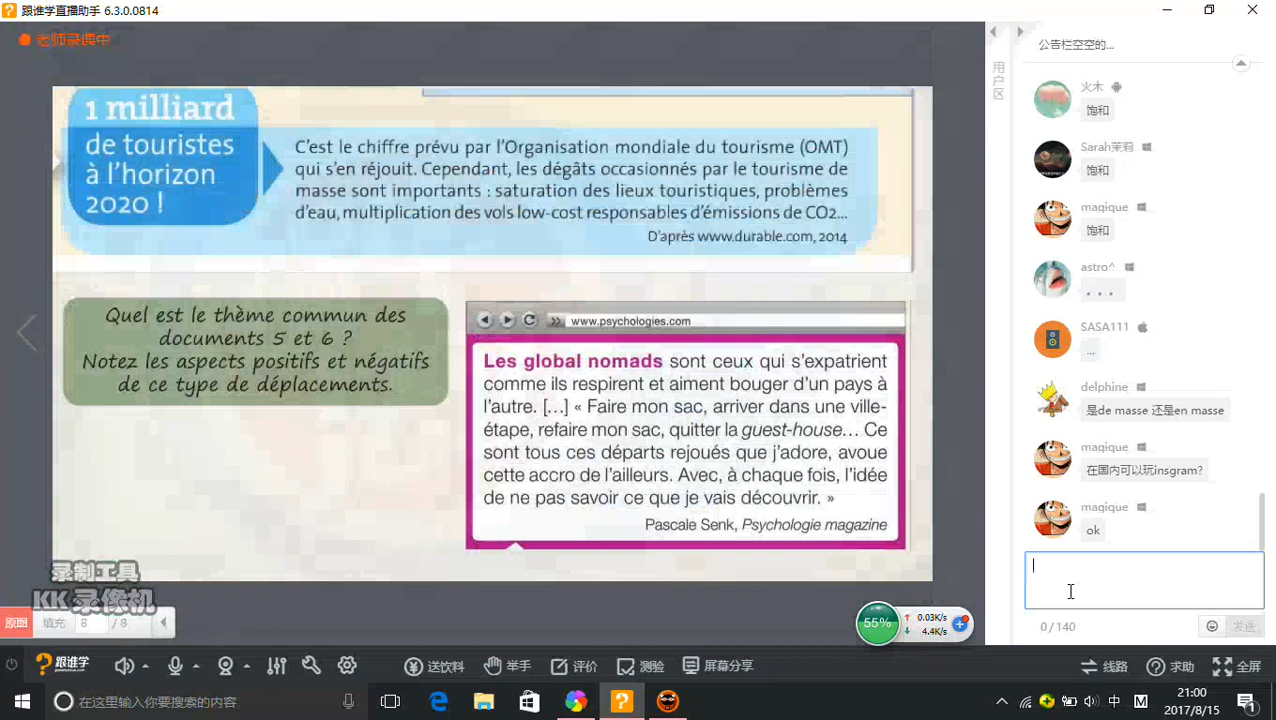 跟谁学直播助手 6.3.0.0814
老师录课中
1 milliard
de touristes
à l'horizon
2020 !
C'est le chiffre prévu par l'Organisation mondiale du tourisme (OMT)
qui s'en réjouit. Cependant, les dégâts occasionnés par le tourisme de
masse sont importants : saturation des lieux touristiques, problèmes
d'eau, multiplication des vols low-cost responsables d'émissions de CO2...
D'après www.durable.com, 2014
Quel est le thème commun des
documents 5 et 6 ?
Notez les aspects positifs et négatifs
de ce type de déplacements.
www.psychologies.com
Les global nomads sont ceux qui s'expatrient
comme ils respirent et aiment bouger d'un pays à
l'autre. [...] « Faire mon sac, arriver dans une ville-
étape, refaire mon sac, quitter la guest-house... Ce
sont tous ces départs rejoués que j'adore, avoue
cette accro de l'ailleurs. Avec, à chaque fois, l'idée
de ne pas savoir ce que je vais découvrir. »
Pascale Senk, Psychologie magazine
录制工具
KK 录像机
原图 填充 8 / 8
55%
0.03K/s
4.4K/s
用户区
公告栏空空的...
火木
饱和
Sarah茉莉
饱和
magique
饱和
astro^
. . .
SASA111
...
delphine
是de masse 还是en masse
magique
在国内可以玩insgram?
magique
ok
0 / 140
发送
跟谁学
送饮料 举手 评价 测验 屏幕分享 线路 求助 全屏
在这里输入你要搜索的内容
中
M
21:00
2017/8/15
1